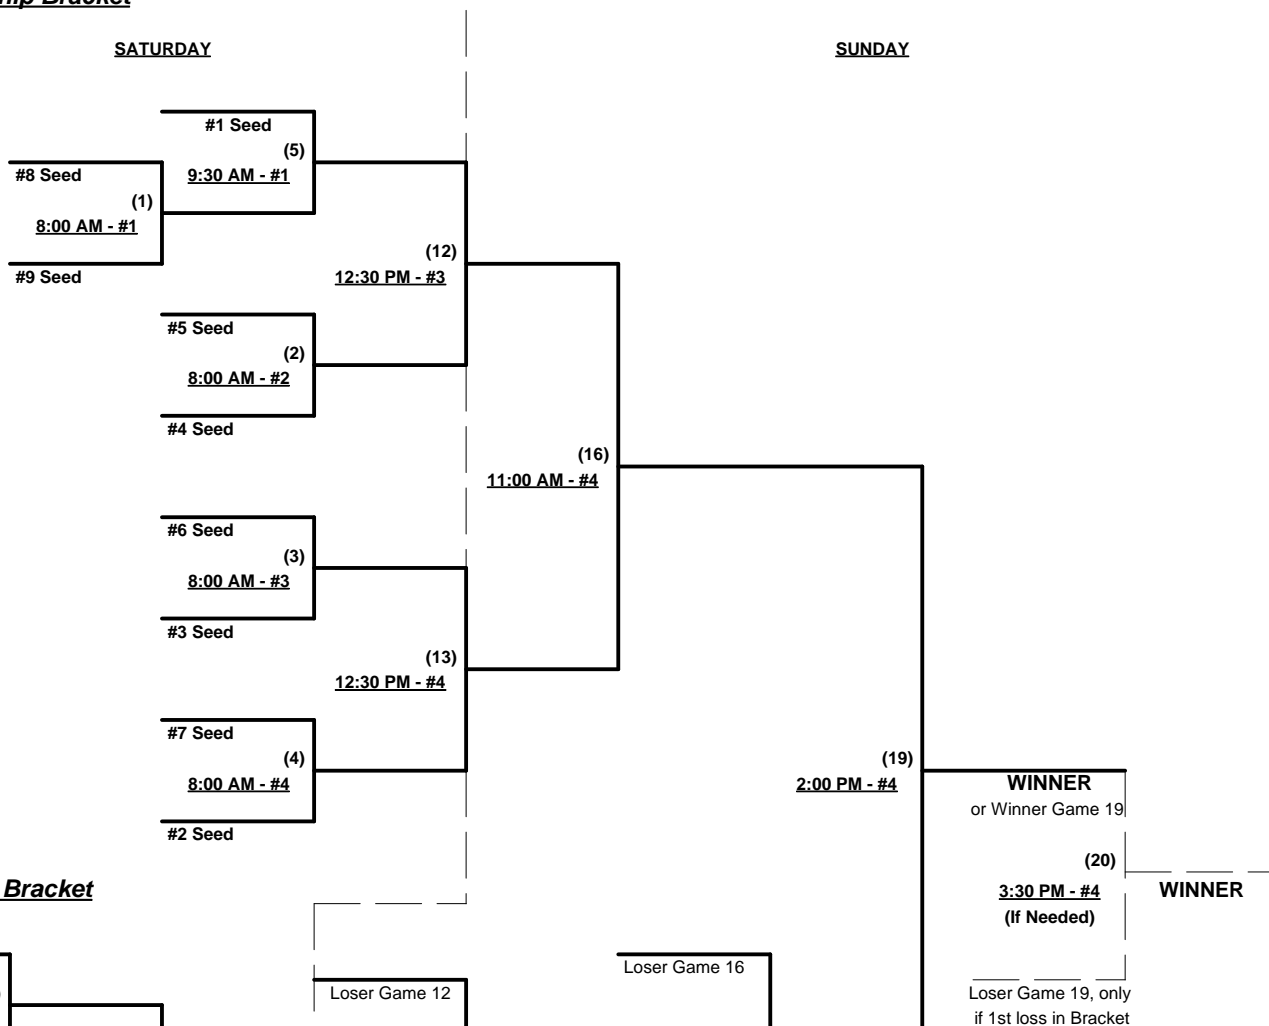 Bracket
SATURDAY
SUNDAY
#1 Seed
(5)
9:30 AM - #1
#8 Seed
(1)
8:00 AM - #1
#9 Seed
(12)
12:30 PM - #3
#5 Seed
(2)
8:00 AM - #2
#4 Seed
(16)
11:00 AM - #4
#6 Seed
(3)
8:00 AM - #3
#3 Seed
(13)
12:30 PM - #4
#7 Seed
(4)
8:00 AM - #4
#2 Seed
(19)
2:00 PM - #4
WINNER
or Winner Game 19
(20)
3:30 PM - #4
(If Needed)
WINNER
Bracket
Loser Game 12
Loser Game 16
Loser Game 19, only
if 1st loss in Bracket